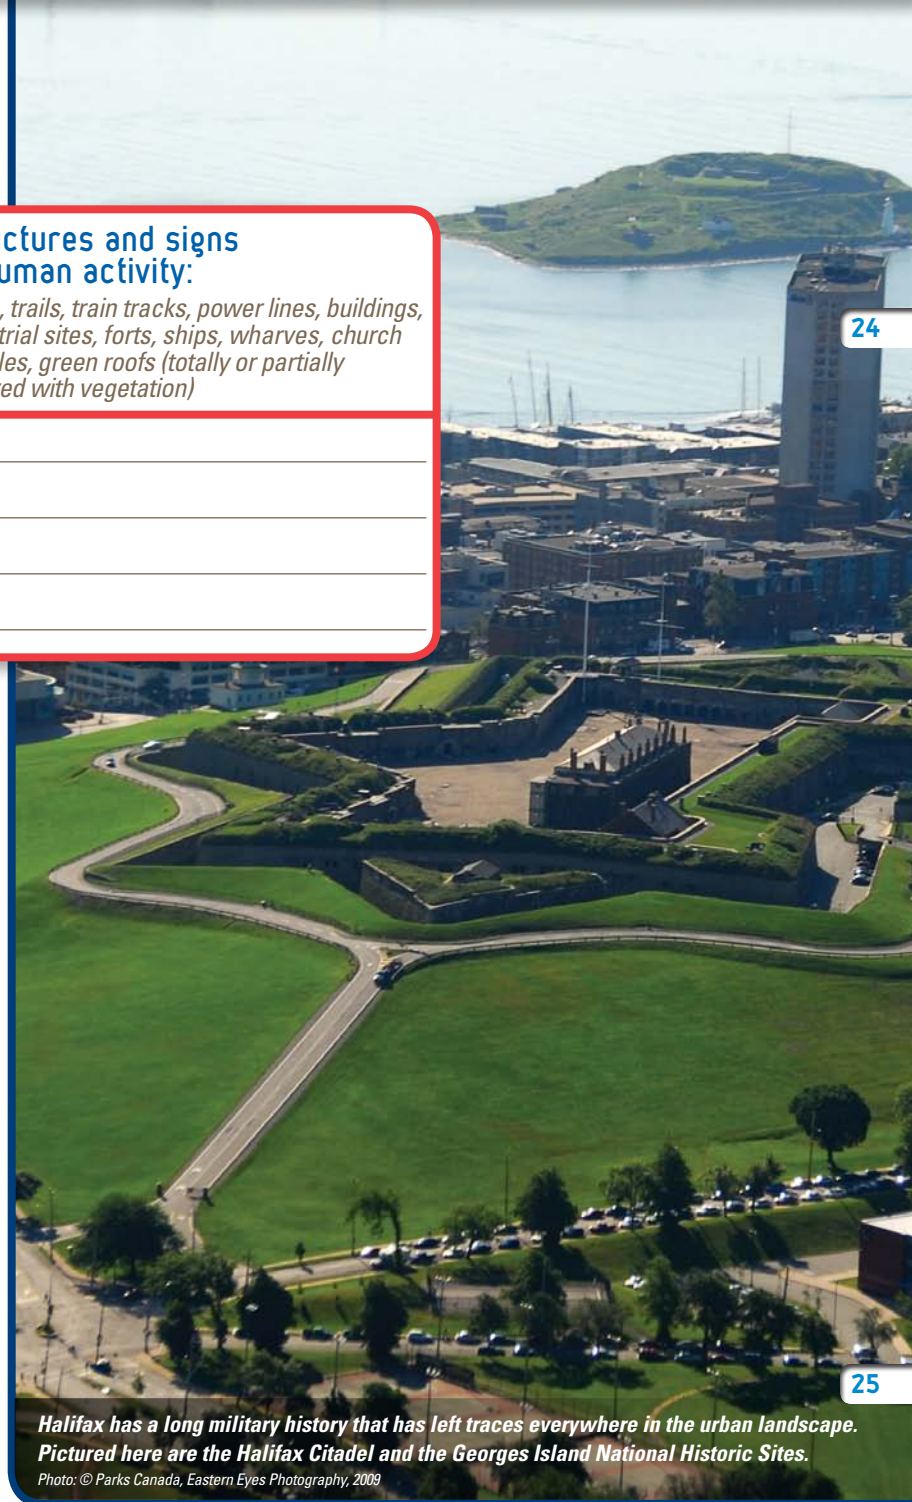 ctures and signs
uman activity:
, trails, train tracks, power lines, buildings,
trial sites, forts, ships, wharves, church
les, green roofs (totally or partially
ed with vegetation)
24
25
Halifax has a long military history that has left traces everywhere in the urban landscape.
Pictured here are the Halifax Citadel and the Georges Island National Historic Sites.
Photo: © Parks Canada, Eastern Eyes Photography, 2009